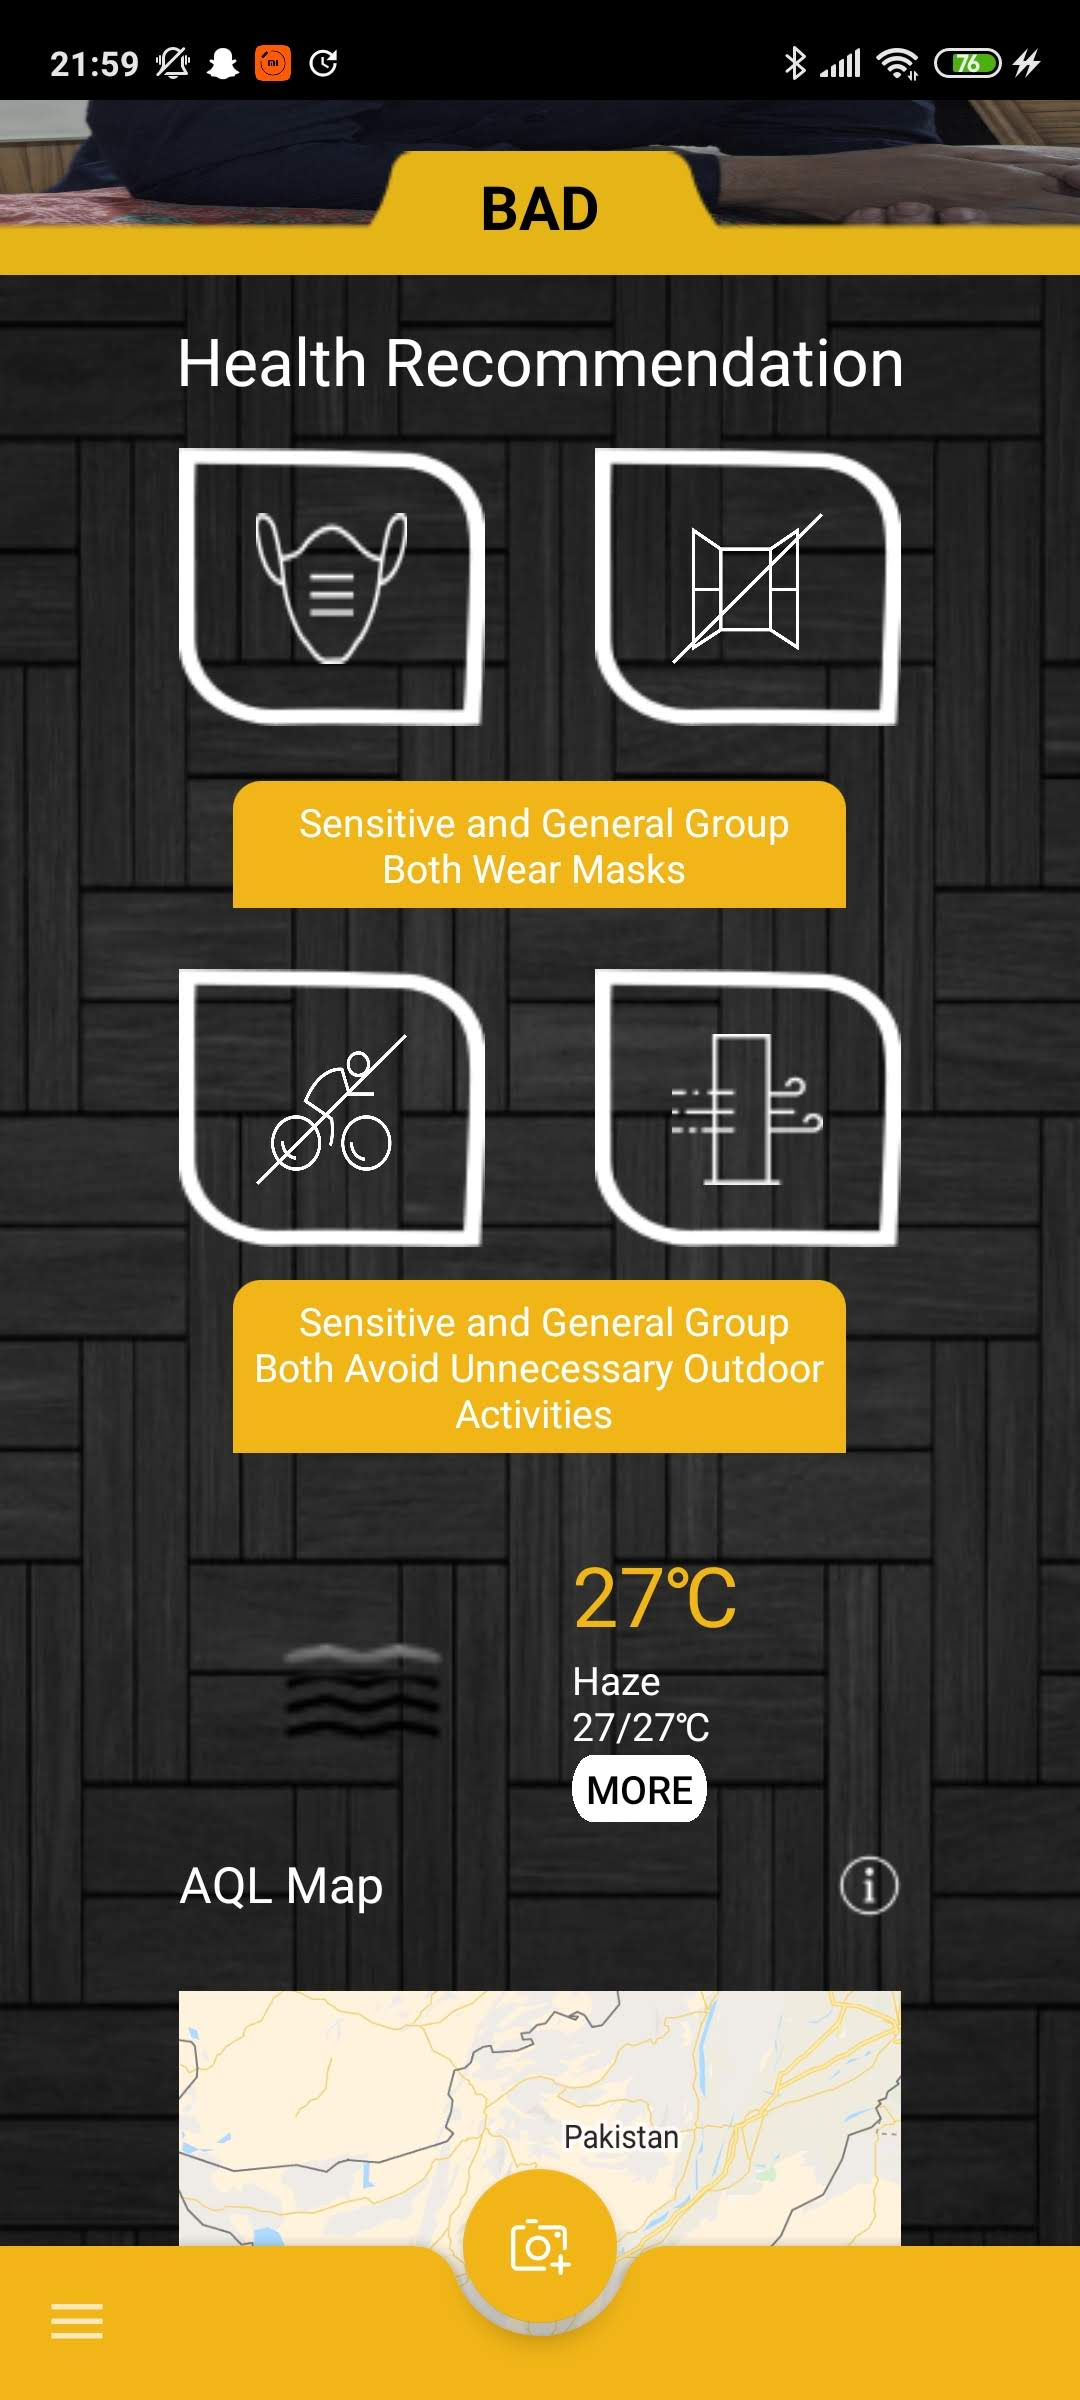 21:59
76
BAD
Health Recommendation
Sensitive and General Group
Both Wear Masks
Sensitive and General Group
Both Avoid Unnecessary Outdoor
Activities
27℃
Haze
27/27℃
MORE
AQL Map
Pakistan